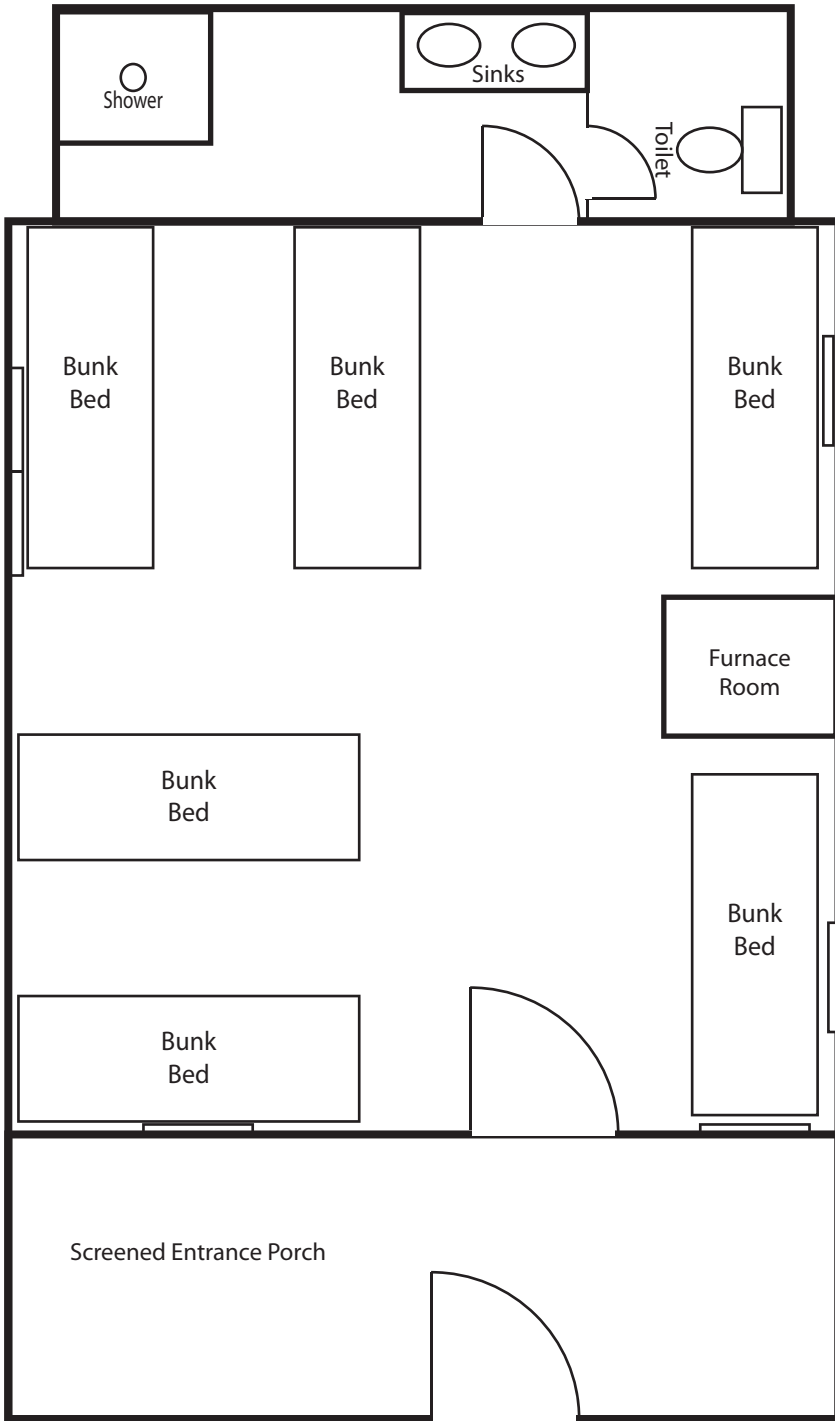 Shower
Sinks
Toilet
Bunk
Bed
Bunk
Bed
Bunk
Bed
Furnace
Room
Bunk
Bed
Bunk
Bed
Bunk
Bed
Screened Entrance Porch